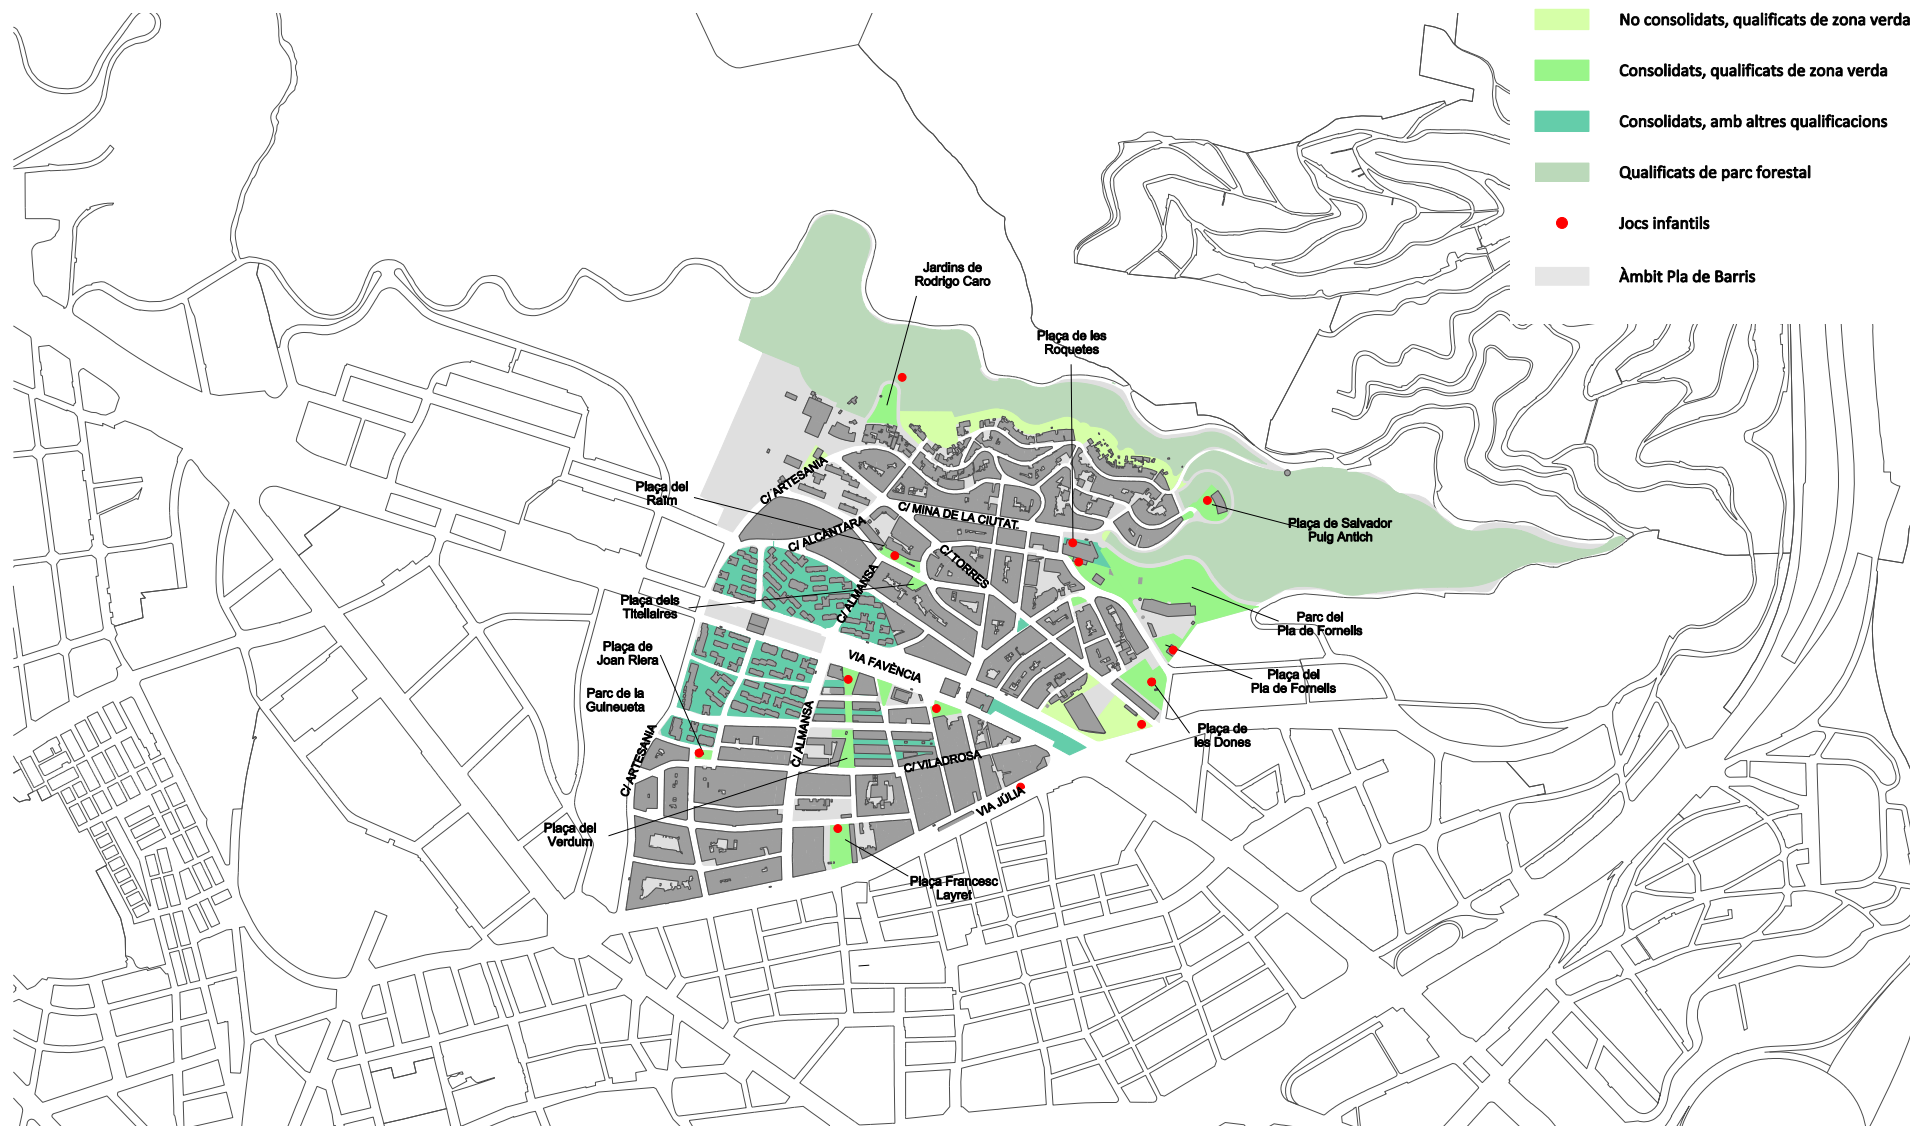 No consolidats, qualificats de zona verda
Consolidats, qualificats de zona verda
Consolidats, amb altres qualificacions
Qualificats de parc forestal
Jocs infantils
Àmbit Pla de Barris
Jardins de
Rodrigo Caro
Plaça de les
Roquetes
C/ ARTESANIA
Plaça del
Raïm
C/ MINA DE LA CIUTAT.
Plaça de Salvador
Puig Antich
C/ ALCÀNTARA
C/ TORRES
C/ ALMANSA
Plaça dels
Titellaires
Parc del
Pla de Fornells
Plaça de
Joan Riera
VIA FAVÈNCIA
Plaça del
Pla de Fornells
Parc de la
Guineueta
C/ ALMANSA
Plaça de
les Dones
C/ ARTESANIA
C/ VILADROSA
VIA JÚLIA
Plaça del
Verdum
Plaça Francesc
Layret